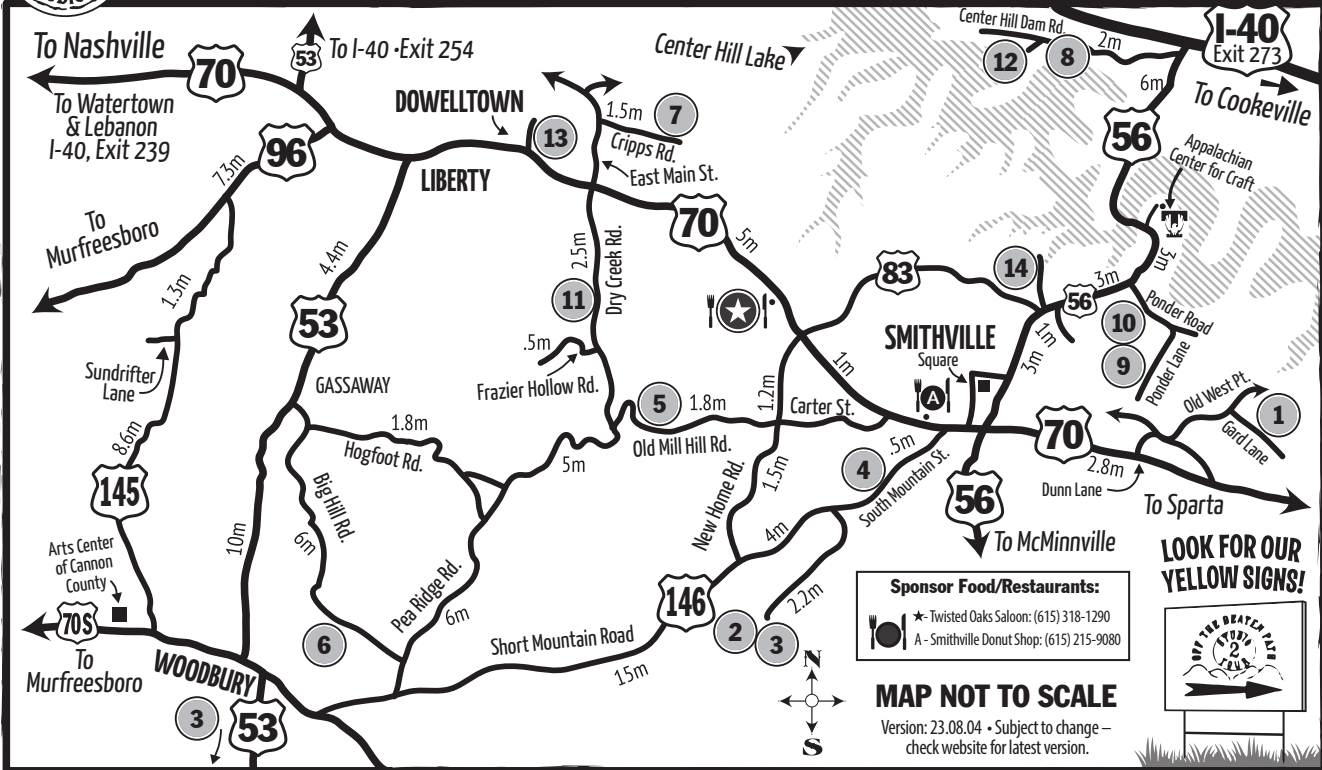 To Nashville
70
53
To I-40 •Exit 254
To Watertown
& Lebanon
I-40, Exit 239
96
7.3m
To
Murfreesboro
DOWELLTOWN
13
LIBERTY
1.5m
7
Cripps Rd.
East Main St.
Center Hill Lake
Center Hill Dam Rd.
12
8
2m
I-40
Exit 273
To Cookeville
6m
56
Appalachian
Center for Craft
T
3m
70
5m
4.4m
53
1.3m
Sundrifter
Lane
8.6m
145
GASSAWAY
2.5m
Dry Creek Rd.
11
.5m
Frazier Hollow Rd.
83
14
56
3m
10
9
Ponder Road
Ponder Lane
1m
3m
SMITHVILLE
Square
A
1m
1.2m
5
1.8m
Old Mill Hill Rd.
Carter St.
.5m
4
South Mountain St.
70
2.8m
Dunn Lane
Old West Pt.
Gard Lane
1
To Sparta
56
To McMinnville
1.8m
Hogfoot Rd.
5m
Big Hill Rd.
6m
10m
New Home Rd.
1.5m
4m
2.2m
146
2
3
Pea Ridge Rd.
6m
6
Short Mountain Road
15m
Arts Center
of Cannon
County
70S
To
Murfreesboro
WOODBURY
3
53
N
S
Sponsor Food/Restaurants:
★- Twisted Oaks Saloon: (615) 318-1290
A - Smithville Donut Shop: (615) 215-9080
MAP NOT TO SCALE
Version: 23.08.04 • Subject to change –
check website for latest version.
LOOK FOR OUR
YELLOW SIGNS!
OFF THE BEATEN PATH
STUDIO
2
TOUR